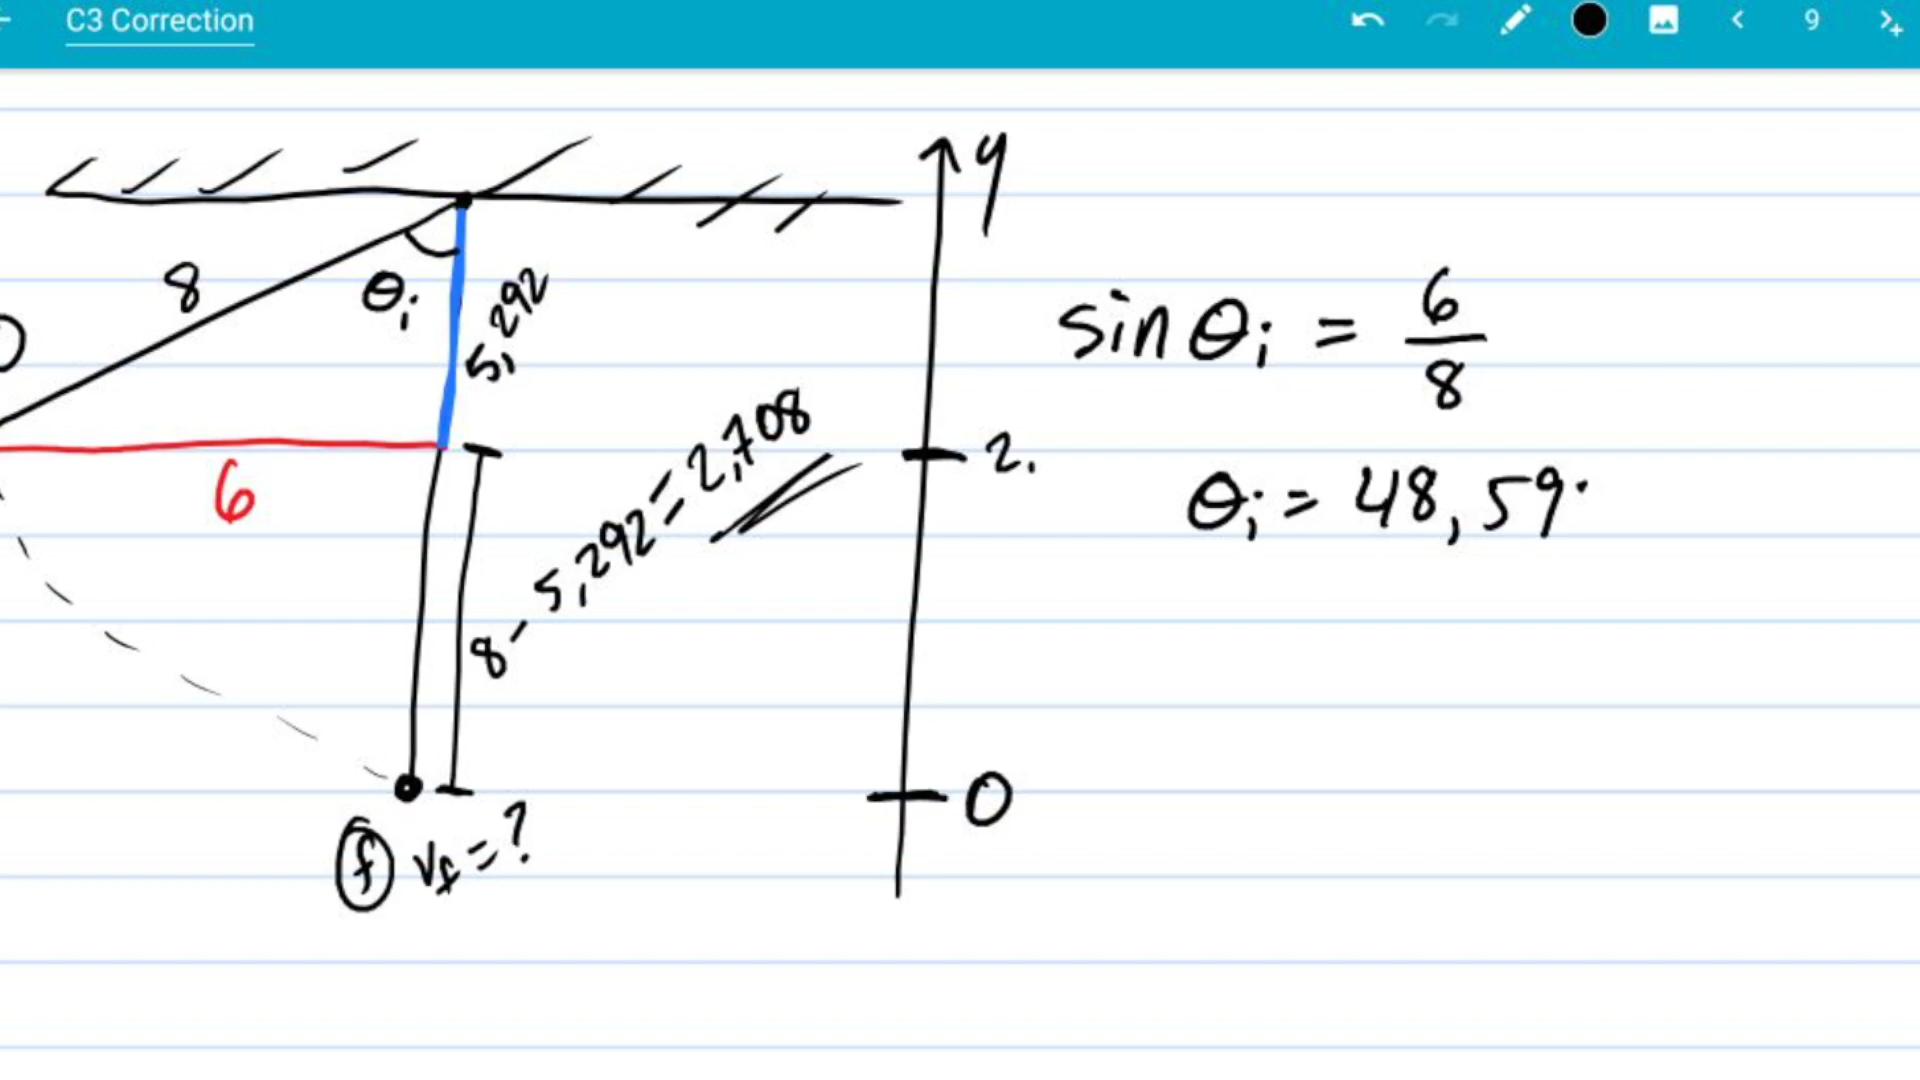 C3 Correction
9
y
8
θi
5,292
sin θi = 6/8
6
8 - 5,292 = 2,708
2,
θi = 48,59°
0
f vf = ?